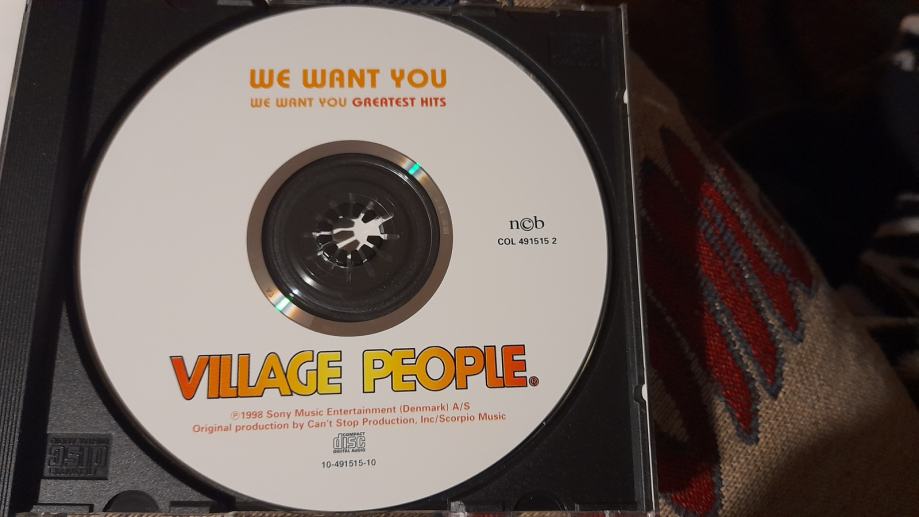 WE WANT YOU
WE WANT YOU GREATEST HITS
n©b
COL 491515 2
VILLAGE PEOPLE®
℗1998 Sony Music Entertainment (Denmark) A/S
Original production by Can't Stop Production, Inc/Scorpio Music
COMPACT
disc
DIGITAL AUDIO
10-491515-10
disc